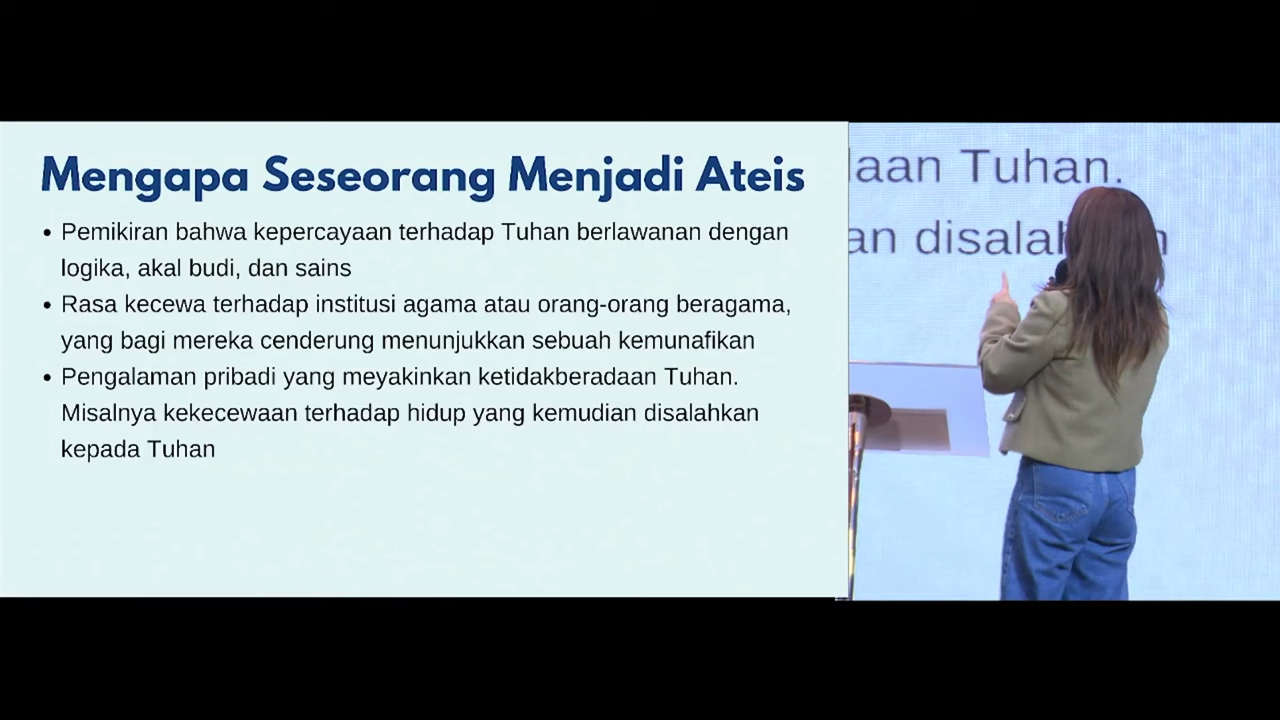 Mengapa Seseorang Menjadi Ateis
• Pemikiran bahwa kepercayaan terhadap Tuhan berlawanan dengan
logika, akal budi, dan sains
• Rasa kecewa terhadap institusi agama atau orang-orang beragama,
yang bagi mereka cenderung menunjukkan sebuah kemunafikan
• Pengalaman pribadi yang meyakinkan ketidakberadaan Tuhan.
Misalnya kekecewaan terhadap hidup yang kemudian disalahkan
kepada Tuhan
daan Tuhan.
an disalah n